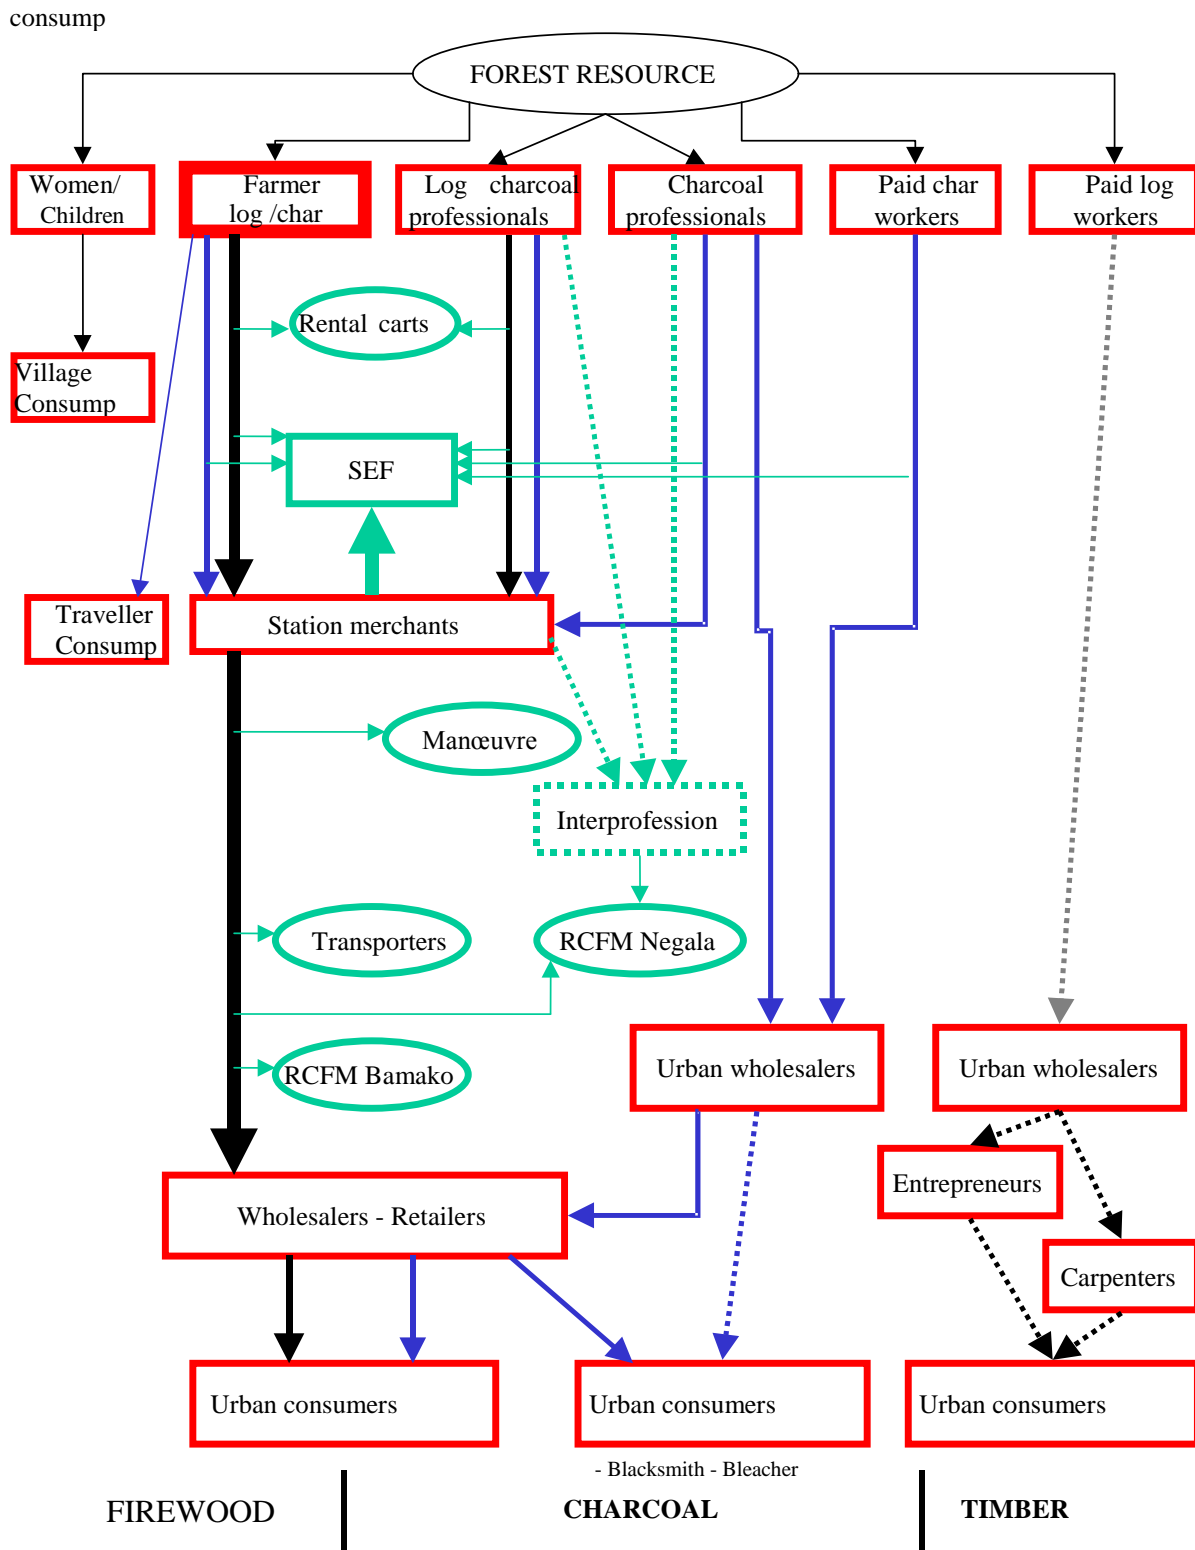 consump
FOREST RESOURCE
Women/
Children
Farmer
log /char
Log charcoal
professionals
Charcoal
professionals
Paid char
workers
Paid log
workers
Rental carts
Village
Consump
SEF
Traveller
Consump
Station merchants
Manœuvre
Interprofession
Transporters
RCFM Negala
RCFM Bamako
Urban wholesalers
Urban wholesalers
Entrepreneurs
Wholesalers - Retailers
Carpenters
Urban consumers
Urban consumers
Urban consumers
- Blacksmith - Bleacher
FIREWOOD
CHARCOAL
TIMBER